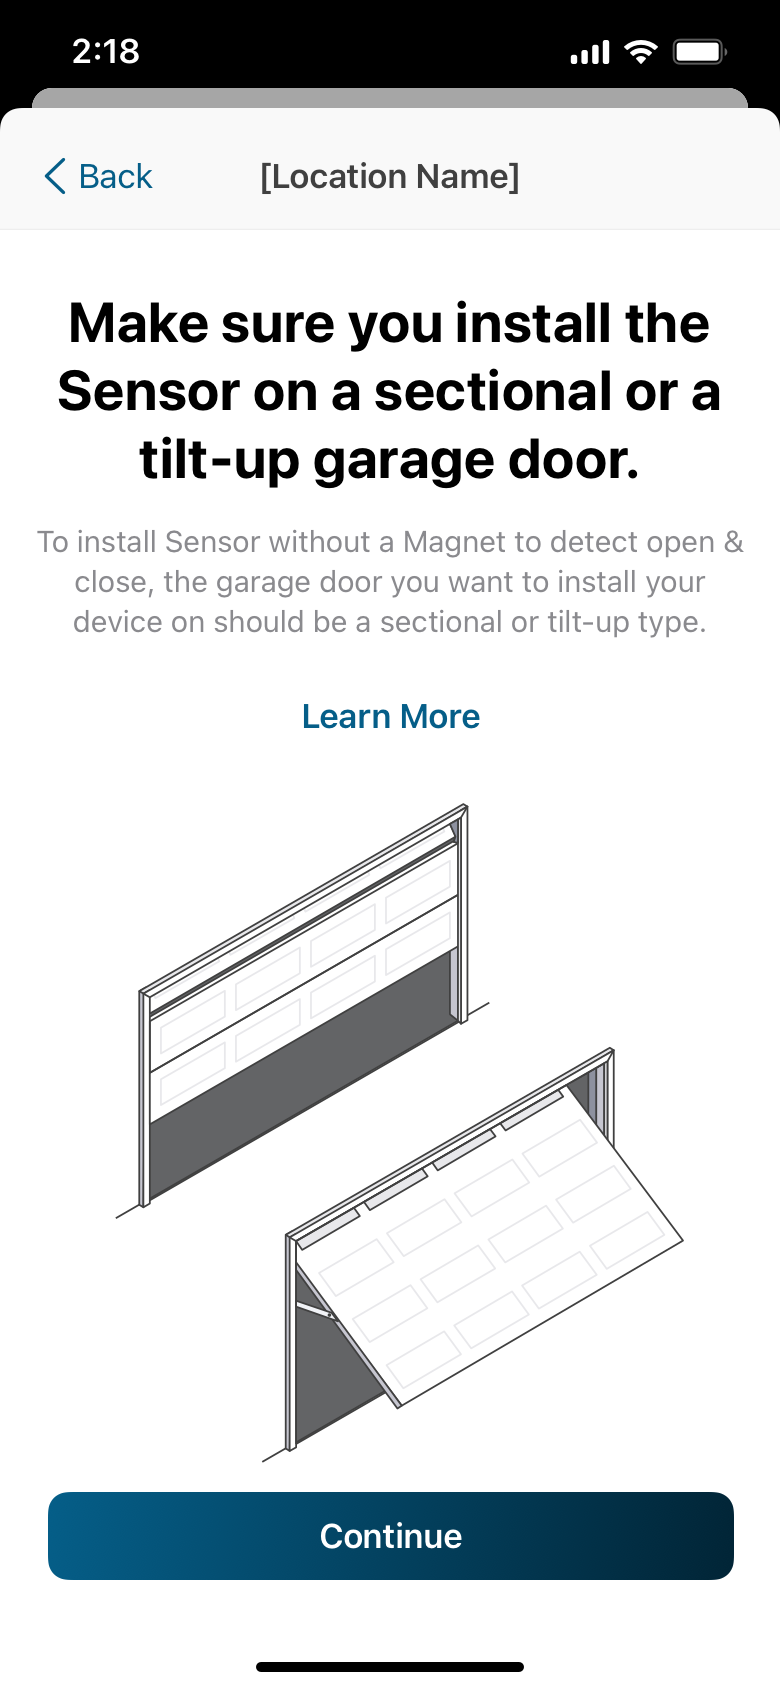 2:18
Back
[Location Name]
Make sure you install the
Sensor on a sectional or a
tilt-up garage door.
To install Sensor without a Magnet to detect open &
close, the garage door you want to install your
device on should be a sectional or tilt-up type.
Learn More
Continue